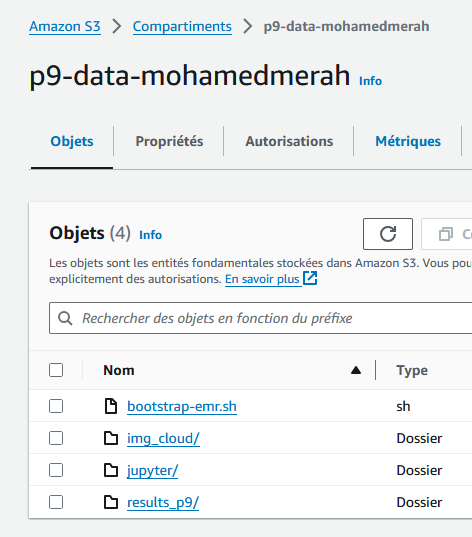 Amazon S3 > Compartiments > p9-data-mohamedmerah
p9-data-mohamedmerah Info
Objets Propriétés Autorisations Métriques
Objets (4) Info
Les objets sont les entités fondamentales stockées dans Amazon S3. Vous pou
explicitement des autorisations. En savoir plus
Rechercher des objets en fonction du préfixe
Nom Type
bootstrap-emr.sh sh
img_cloud/ Dossier
jupyter/ Dossier
results_p9/ Dossier